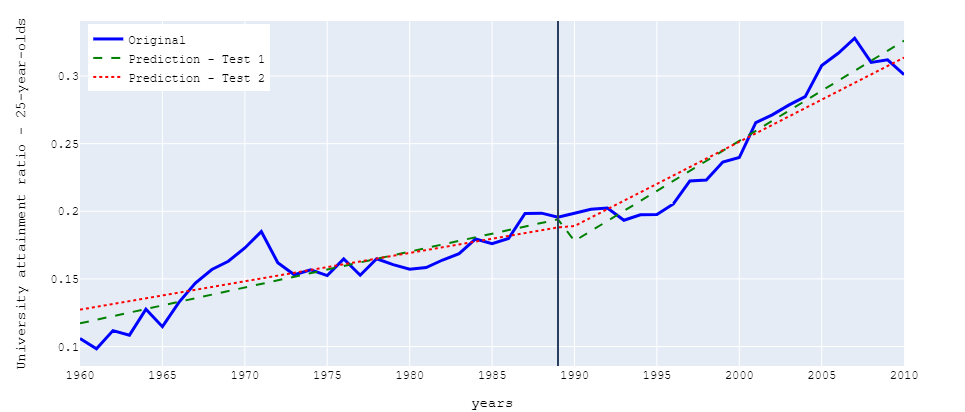 University attainment ratio - 25-year-olds
Original
Prediction - Test 1
Prediction - Test 2
0.3
0.25
0.2
0.15
0.1
1960 1965 1970 1975 1980 1985 1990 1995 2000 2005 2010
years